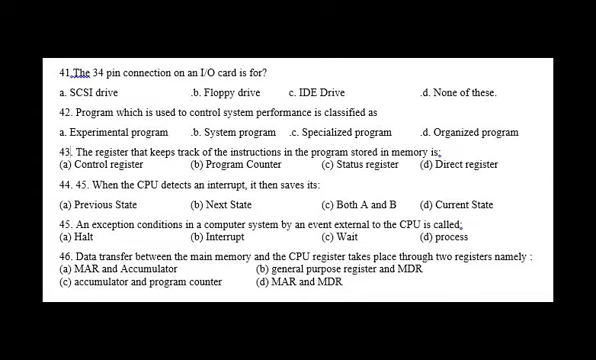 41.The 34 pin connection on an I/O card is for?
a. SCSI drive .b. Floppy drive c. IDE Drive .d. None of these.
42. Program which is used to control system performance is classified as
a. Experimental program .b. System program .c. Specialized program .d. Organized program
43. The register that keeps track of the instructions in the program stored in memory is;
(a) Control register (b) Program Counter (c) Status register (d) Direct register
44. 45. When the CPU detects an interrupt, it then saves its:
(a) Previous State (b) Next State (c) Both A and B (d) Current State
45. An exception conditions in a computer system by an event external to the CPU is called;
(a) Halt (b) Interrupt (c) Wait (d) process
46. Data transfer between the main memory and the CPU register takes place through two registers namely :
(a) MAR and Accumulator (b) general purpose register and MDR
(c) accumulator and program counter (d) MAR and MDR